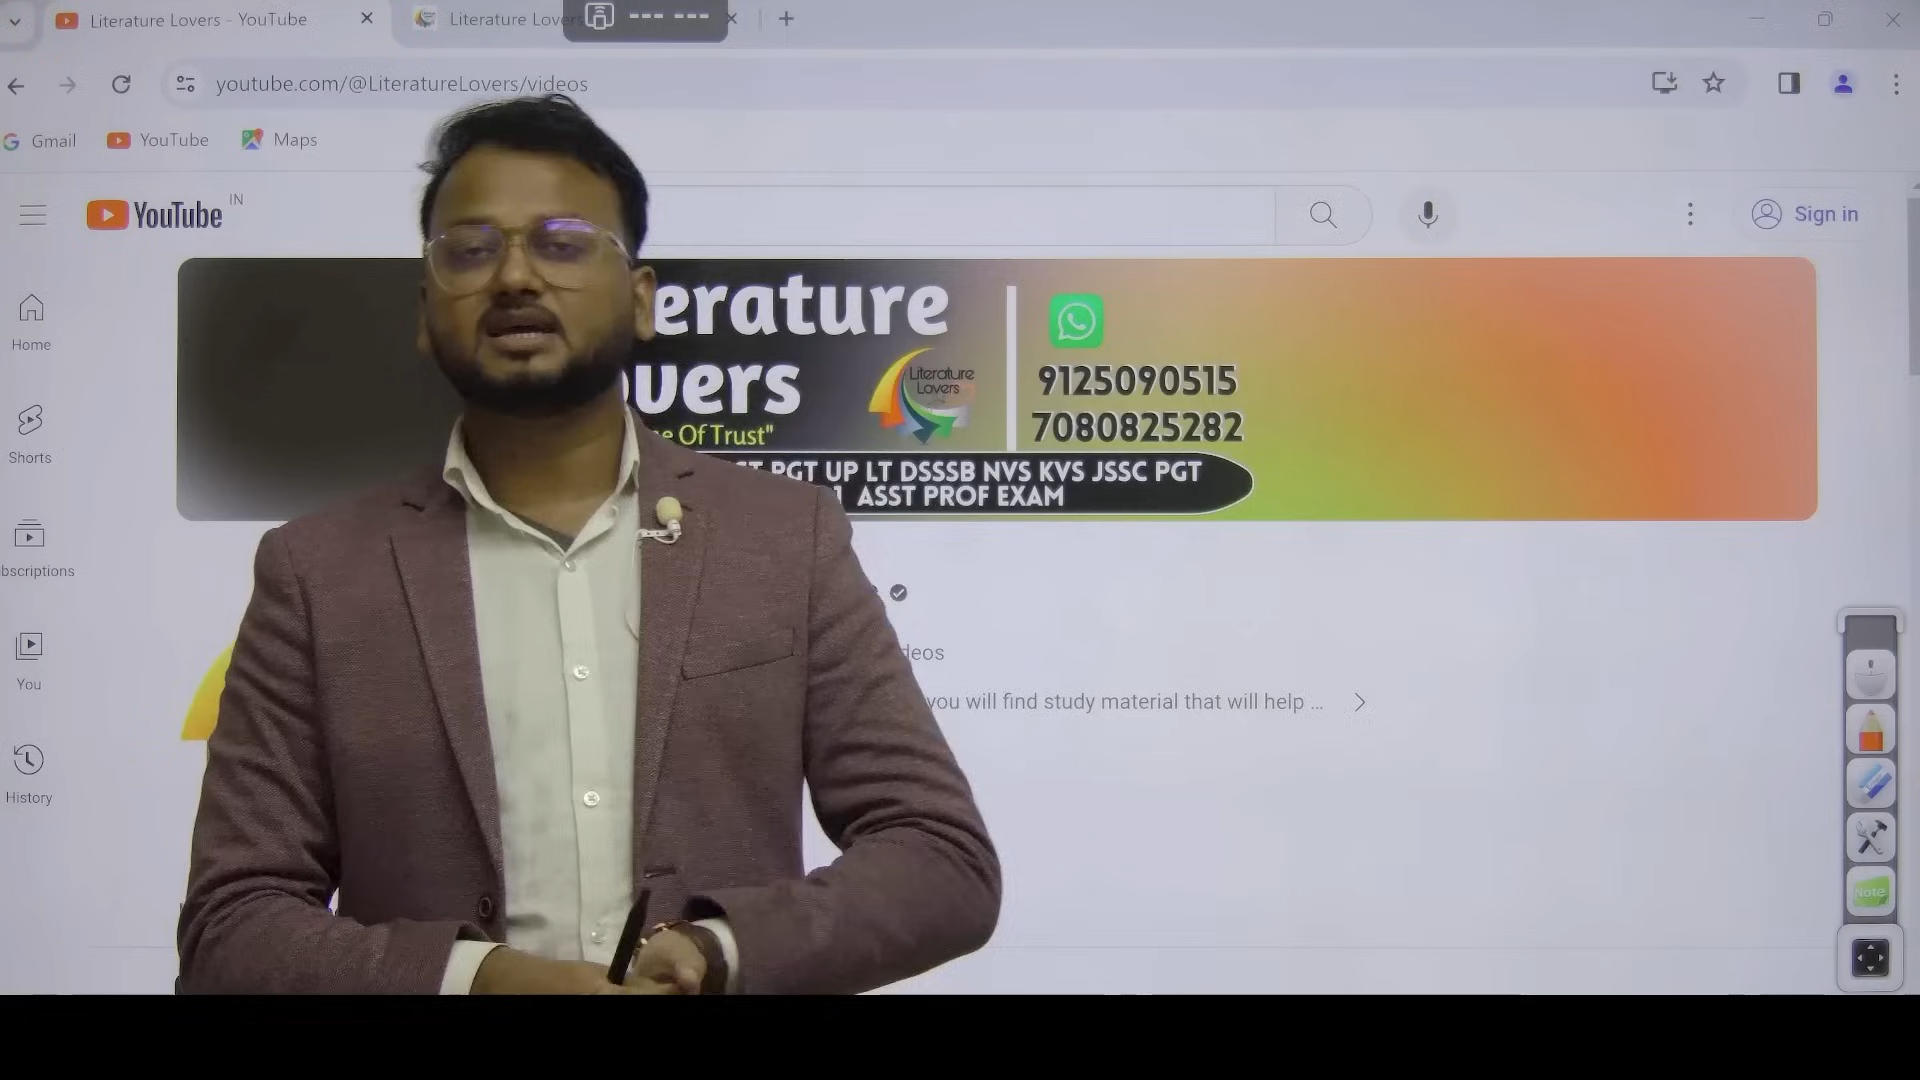 Literature Lovers - YouTube
Literature Lovers
youtube.com/@LiteratureLovers/videos
Gmail
YouTube
Maps
YouTube IN
Sign in
Home
Shorts
bscriptions
You
History
erature
overs
e Of Trust"
Literature
Lovers
9125090515
7080825282
PGT UP LT DSSSB NVS KVS JSSC PGT
ASST PROF EXAM
deos
you will find study material that will help ...
Note